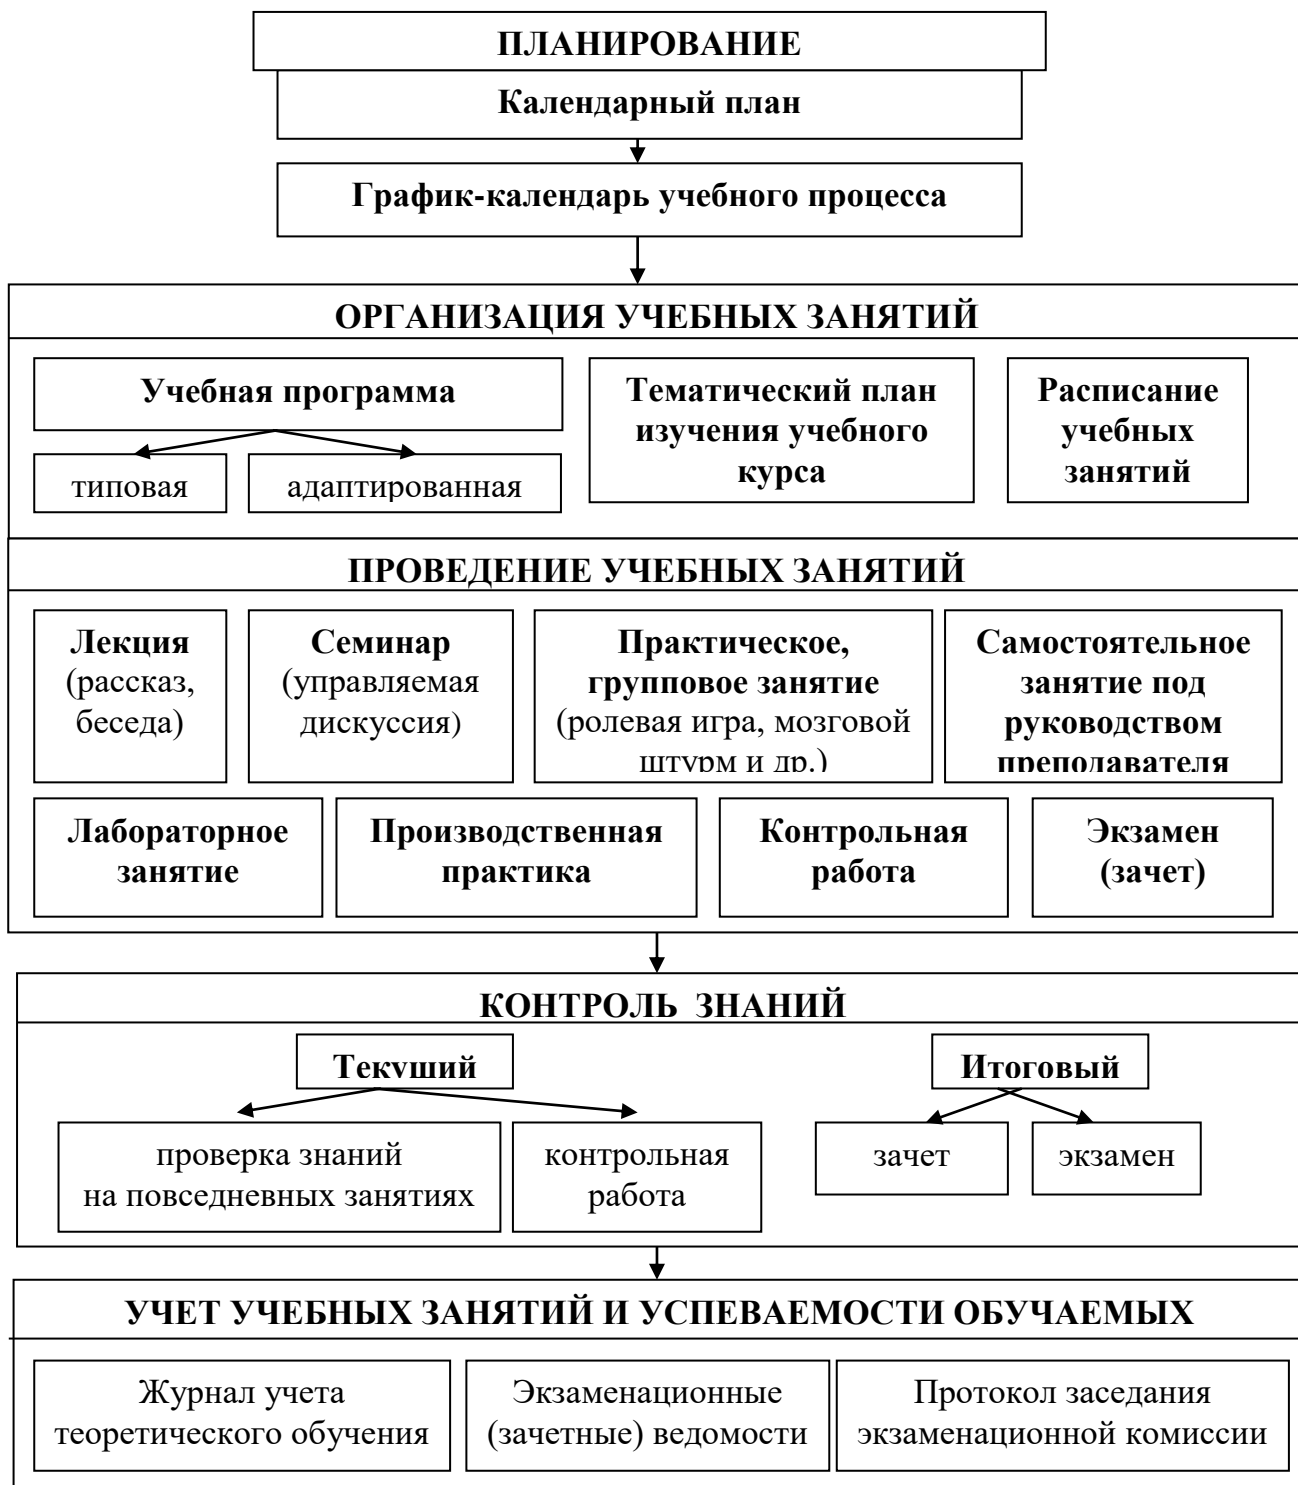 ПЛАНИРОВАНИЕ
Календарный план
График-календарь учебного процесса
ОРГАНИЗАЦИЯ УЧЕБНЫХ ЗАНЯТИЙ
Учебная программа
типовая
адаптированная
Тематический план
изучения учебного
курса
Расписание
учебных
занятий
ПРОВЕДЕНИЕ УЧЕБНЫХ ЗАНЯТИЙ
Лекция
(рассказ,
беседа)
Семинар
(управляемая
дискуссия)
Практическое,
групповое занятие
(ролевая игра, мозговой
штурм и др.)
Самостоятельное
занятие под
руководством
преподавателя
Лабораторное
занятие
Производственная
практика
Контрольная
работа
Экзамен
(зачет)
КОНТРОЛЬ ЗНАНИЙ
Текущий
Итоговый
проверка знаний
на повседневных занятиях
контрольная
работа
зачет
экзамен
УЧЕТ УЧЕБНЫХ ЗАНЯТИЙ И УСПЕВАЕМОСТИ ОБУЧАЕМЫХ
Журнал учета
теоретического обучения
Экзаменационные
(зачетные) ведомости
Протокол заседания
экзаменационной комиссии